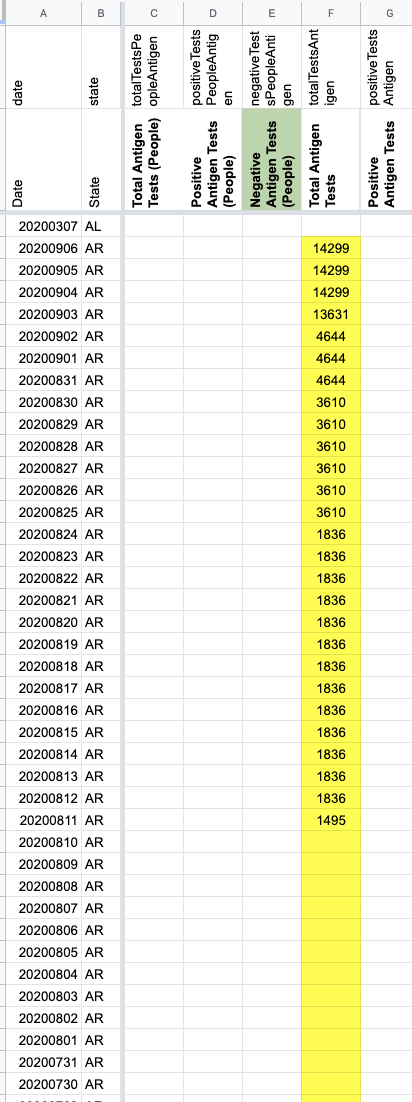 A B C D E F G
date state totalTestsPeopleAntigen positiveTestsPeopleAntigen negativeTestsPeopleAntigen totalTestsAntigen positiveTestsAntigen
Date State Total Antigen Tests (People) Positive Antigen Tests (People) Negative Antigen Tests (People) Total Antigen Tests Positive Antigen Tests
20200307 AL
20200906 AR 14299
20200905 AR 14299
20200904 AR 14299
20200903 AR 13631
20200902 AR 4644
20200901 AR 4644
20200831 AR 4644
20200830 AR 3610
20200829 AR 3610
20200828 AR 3610
20200827 AR 3610
20200826 AR 3610
20200825 AR 3610
20200824 AR 1836
20200823 AR 1836
20200822 AR 1836
20200821 AR 1836
20200820 AR 1836
20200819 AR 1836
20200818 AR 1836
20200817 AR 1836
20200816 AR 1836
20200815 AR 1836
20200814 AR 1836
20200813 AR 1836
20200812 AR 1836
20200811 AR 1495
20200810 AR
20200809 AR
20200808 AR
20200807 AR
20200806 AR
20200805 AR
20200804 AR
20200803 AR
20200802 AR
20200801 AR
20200731 AR
20200730 AR